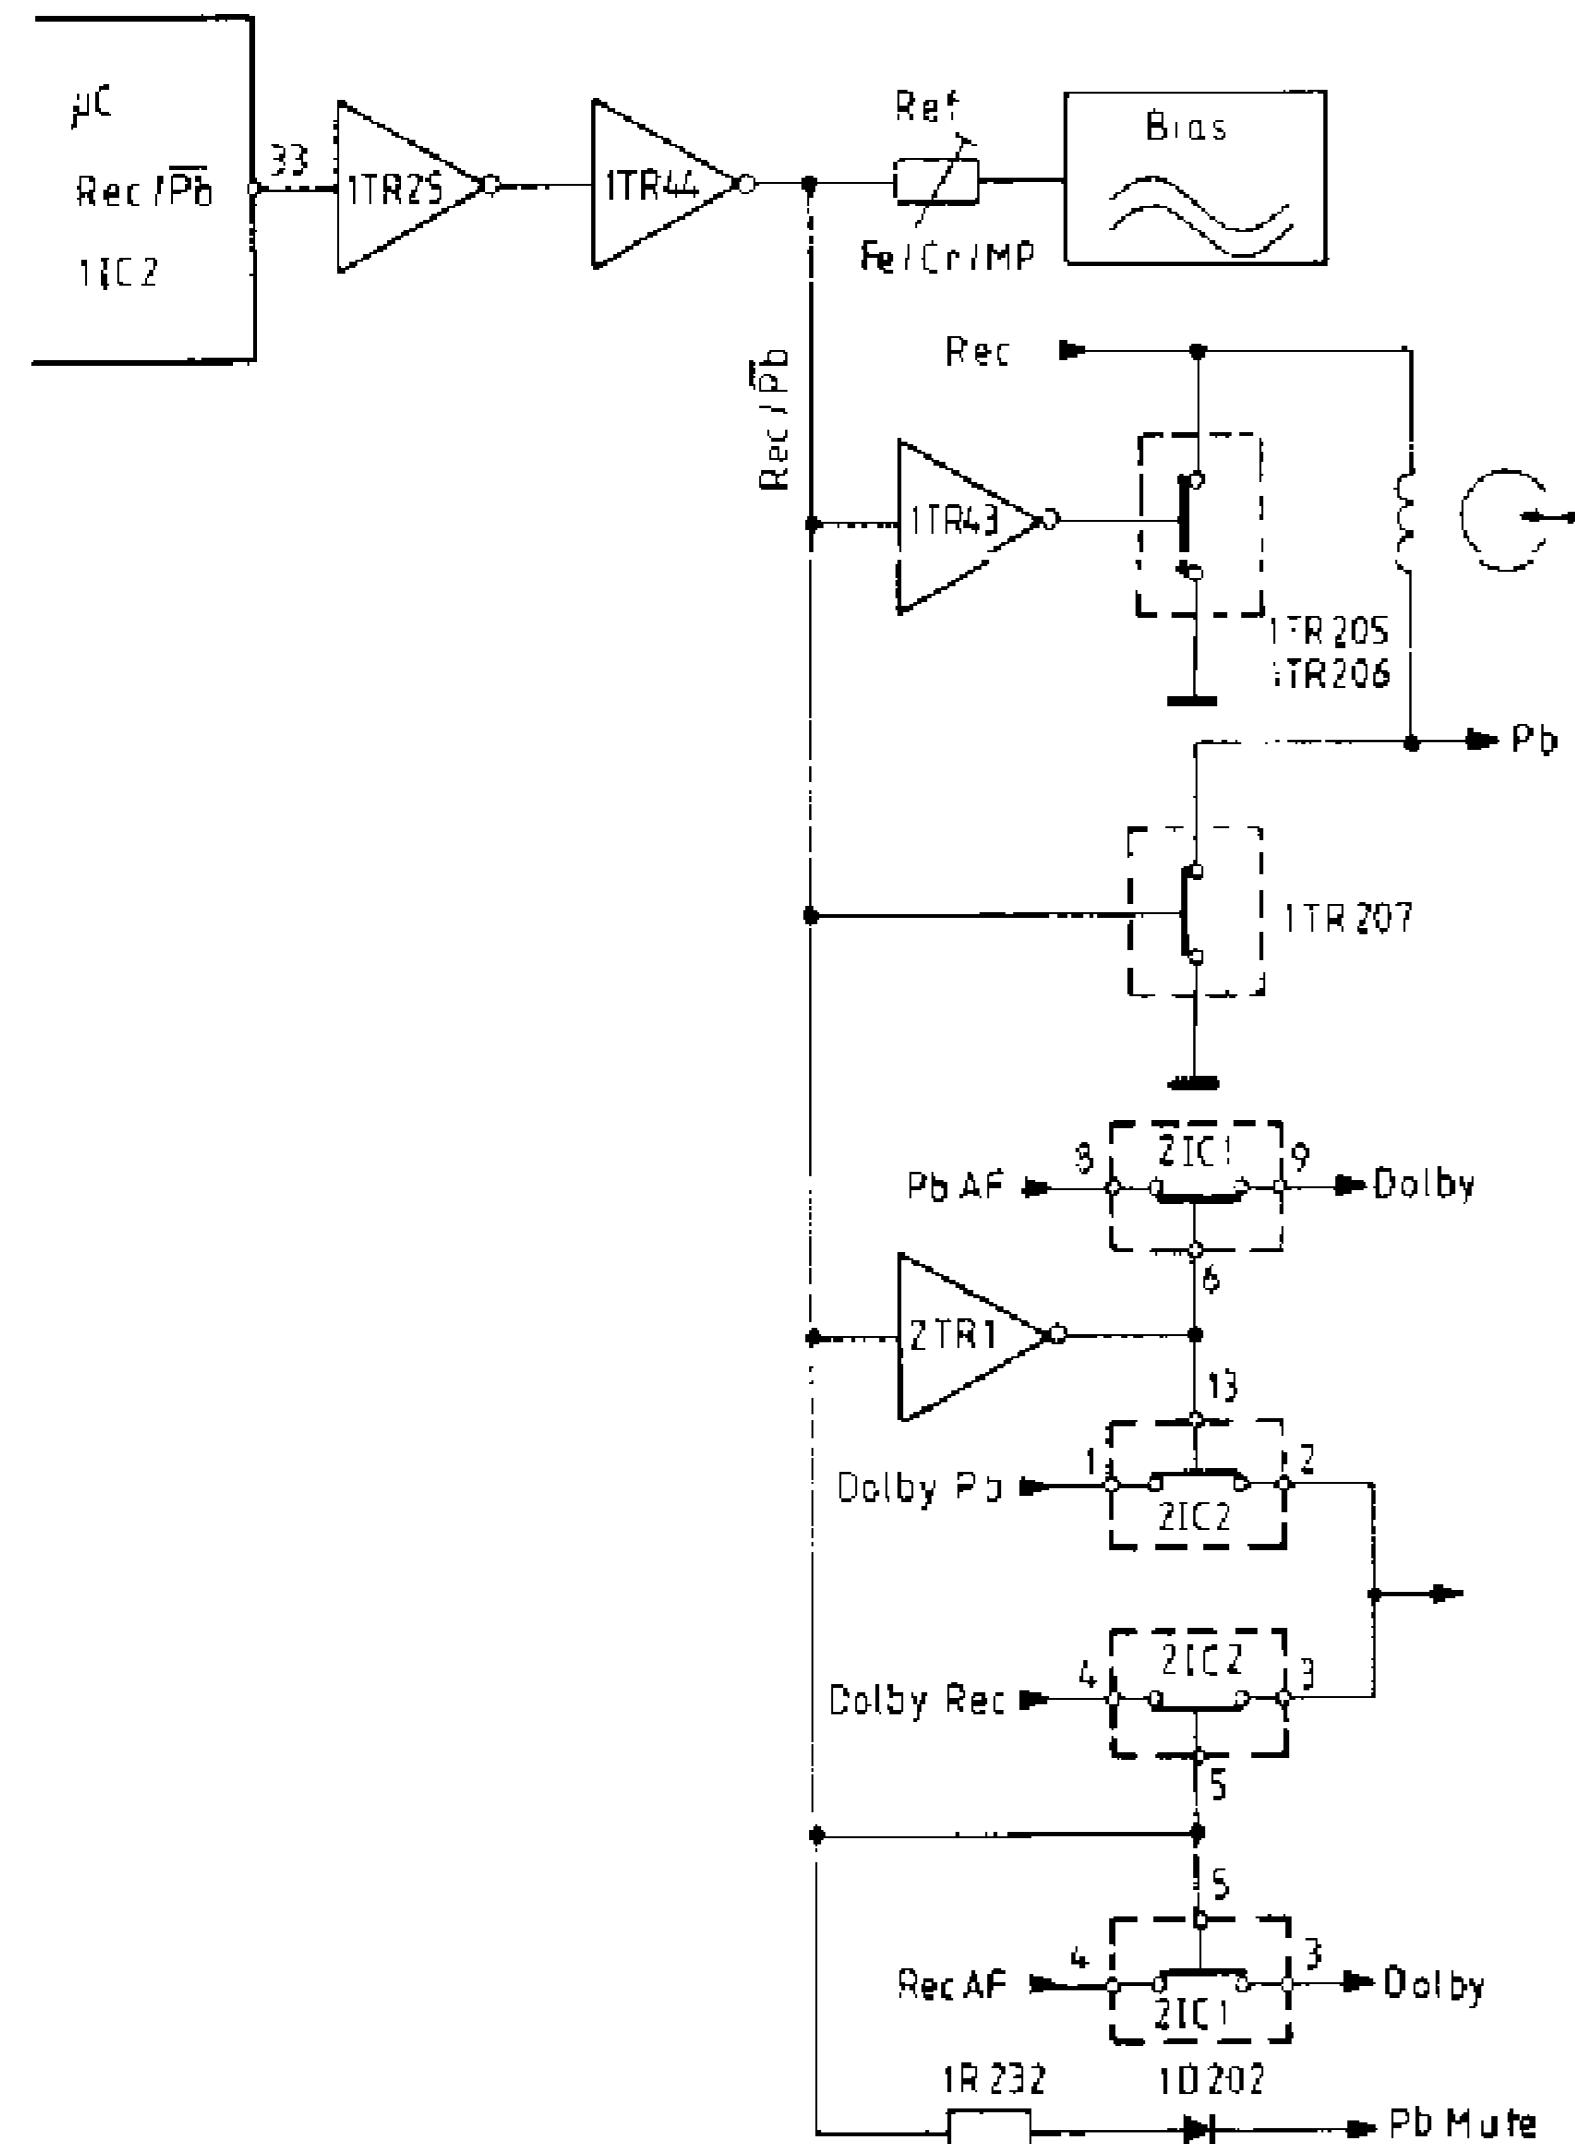 µC
Rec/P̅b̅
1IC2
33
1TR25
1TR44
Ref
Fe/Cr/MP
Bias
Rec/P̅b̅
Rec
1TR43
1TR205
1TR206
Pb
1TR207
2IC1
8
9
Pb AF
Dolby
6
2TR1
13
1
2
Dolby Pb
2IC2
2IC2
4
3
Dolby Rec
5
5
4
3
Rec AF
Dolby
2IC1
1R232
1D202
Pb Mute